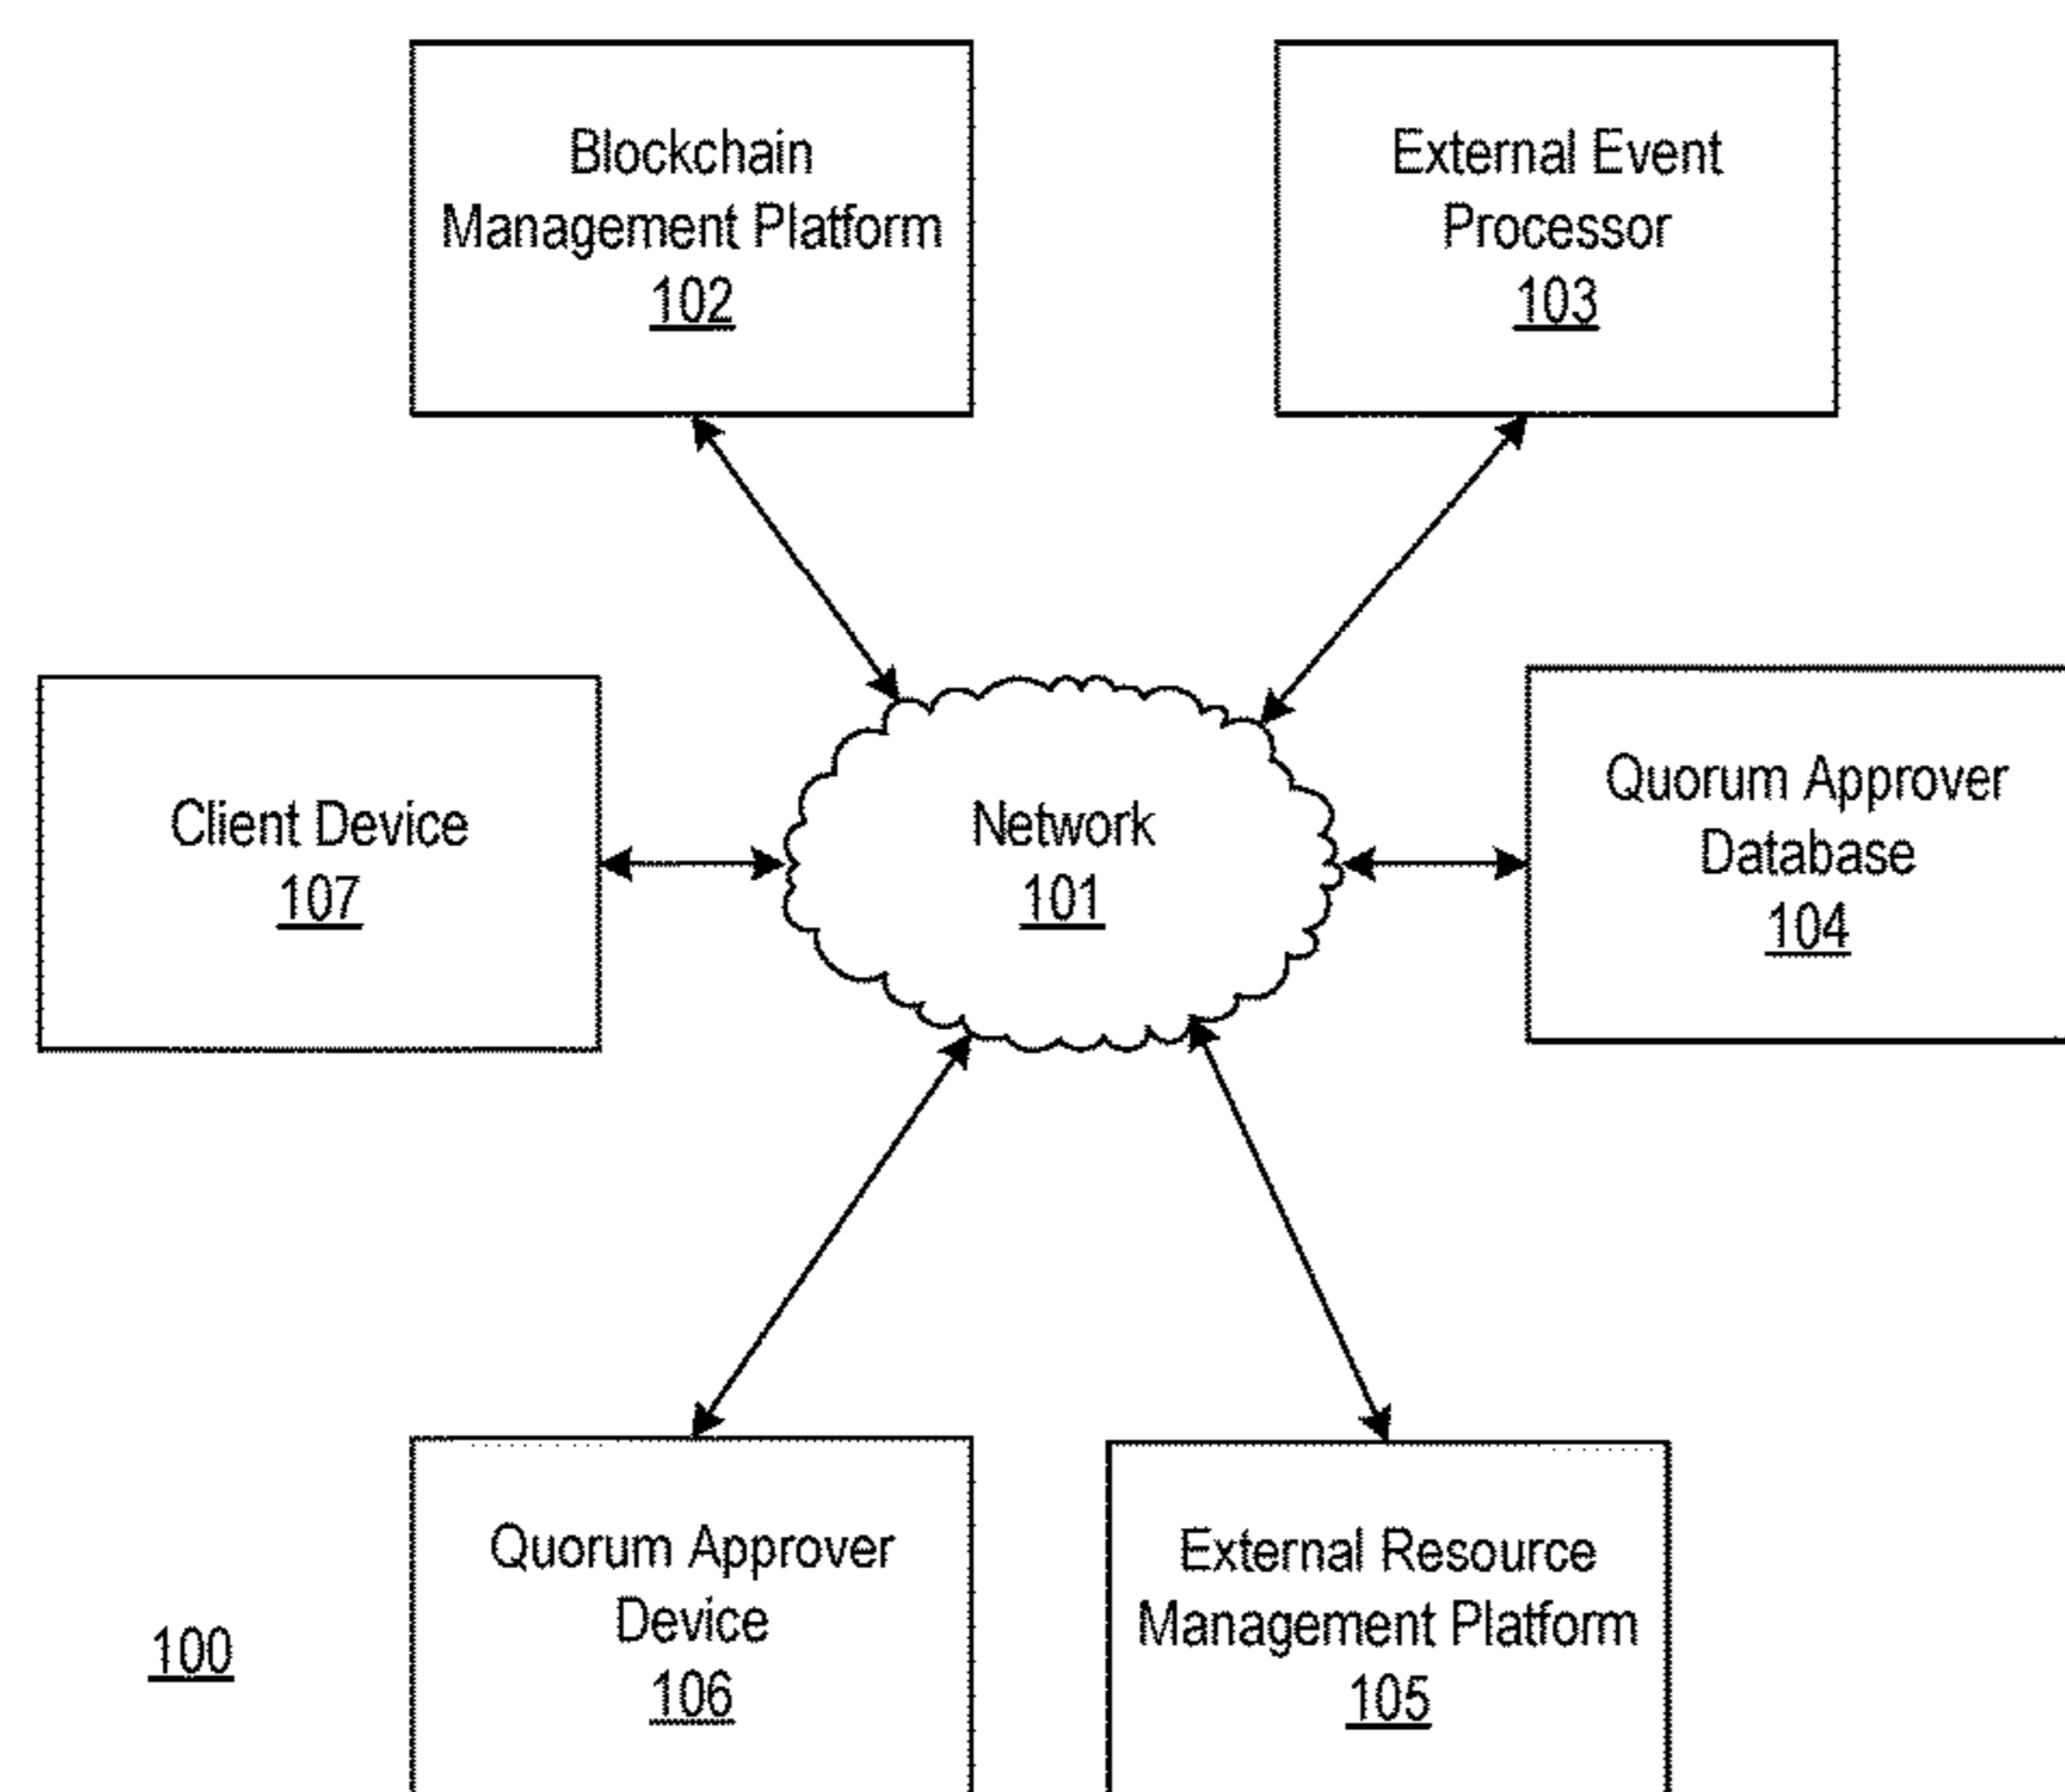 Blockchain
Management Platform
102
External Event
Processor
103
Client Device
107
Network
101
Quorum Approver
Database
104
Quorum Approver
Device
106
External Resource
Management Platform
105
100